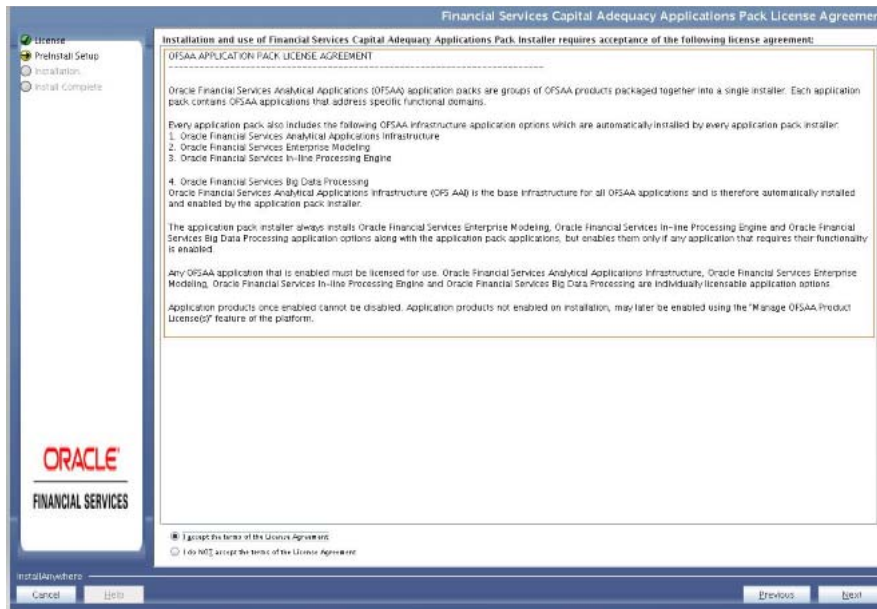 Financial Services Capital Adequacy Applications Pack License Agreemen
License
PreInstall Setup
Installation
Install Complete
Installation and use of Financial Services Capital Adequacy Applications Pack Installer requires acceptance of the following license agreement:
OFSAA APPLICATION PACK LICENSE AGREEMENT
Oracle Financial Services Analytical Applications (OFSAA) application packs are groups of OFSAA products packaged together into a single installer. Each application
pack contains OFSAA applications that address specific functional domains.
Every application pack also includes the following OFSAA infrastructure application options which are automatically installed by every application pack installer:
1. Oracle Financial Services Analytical Applications Infrastructure
2. Oracle Financial Services Enterprise Modeling
3. Oracle Financial Services In-line Processing Engine
4. Oracle Financial Services Big Data Processing
Oracle Financial Services Analytical Applications Infrastructure (OFS AAI) is the base infrastructure for all OFSAA applications and is therefore automatically installed
and enabled by the application pack installer.
The application pack installer always installs Oracle Financial Services Enterprise Modeling, Oracle Financial Services In-line Processing Engine and Oracle Financial
Services Big Data Processing application options along with the application pack applications, but enables them only if any application that requires their functionality
is enabled.
Any OFSAA application that is enabled must be licensed for use. Oracle Financial Services Analytical Applications Infrastructure, Oracle Financial Services Enterprise
Modeling, Oracle Financial Services In-line Processing Engine and Oracle Financial Services Big Data Processing are individually licensable application options
Application products once enabled cannot be disabled. Application products not enabled on installation, may later be enabled using the "Manage OFSAA Product
License(s)" feature of the platform.
ORACLE
FINANCIAL SERVICES
I accept the terms of the License Agreement
I do NOT accept the terms of the License Agreement
InstallAnywhere
Cancel
Help
Previous
Next